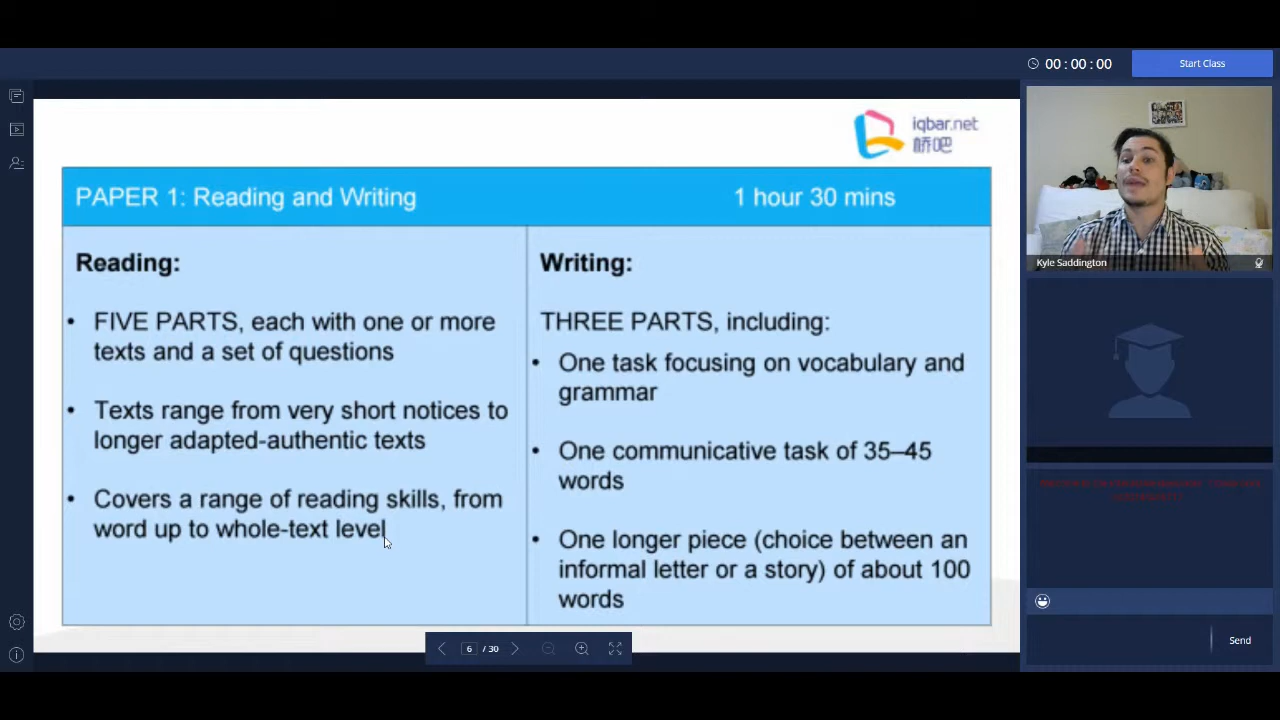 00:00:00
Start Class
iqbar.net
桥吧
PAPER 1: Reading and Writing
1 hour 30 mins
Reading:
• FIVE PARTS, each with one or more
texts and a set of questions
• Texts range from very short notices to
longer adapted-authentic texts
• Covers a range of reading skills, from
word up to whole-text level
Writing:
THREE PARTS, including:
• One task focusing on vocabulary and
grammar
• One communicative task of 35–45
words
• One longer piece (choice between an
informal letter or a story) of about 100
words
Kyle Saddington
6 / 30
Send